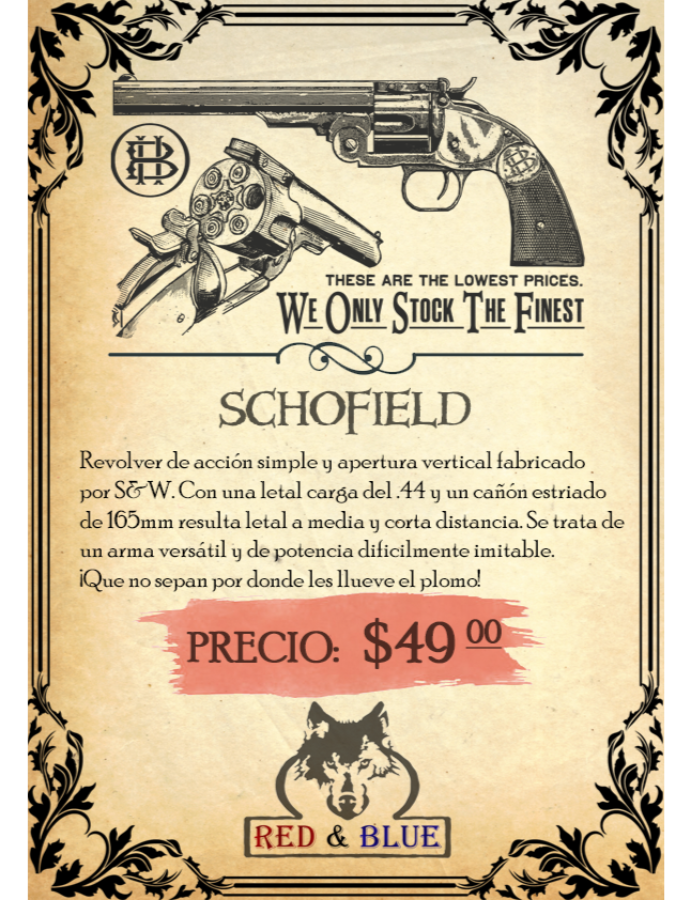 THESE ARE THE LOWEST PRICES.
WE ONLY STOCK THE FINEST
SCHOFIELD
Revolver de acción simple y apertura vertical fabricado
por S&W. Con una letal carga del .44 y un cañón estriado
de 165mm resulta letal a media y corta distancia. Se trata de
un arma versátil y de potencia dificilmente imitable.
¡Que no sepan por donde les llueve el plomo!
PRECIO: $49 00
RED & BLUE